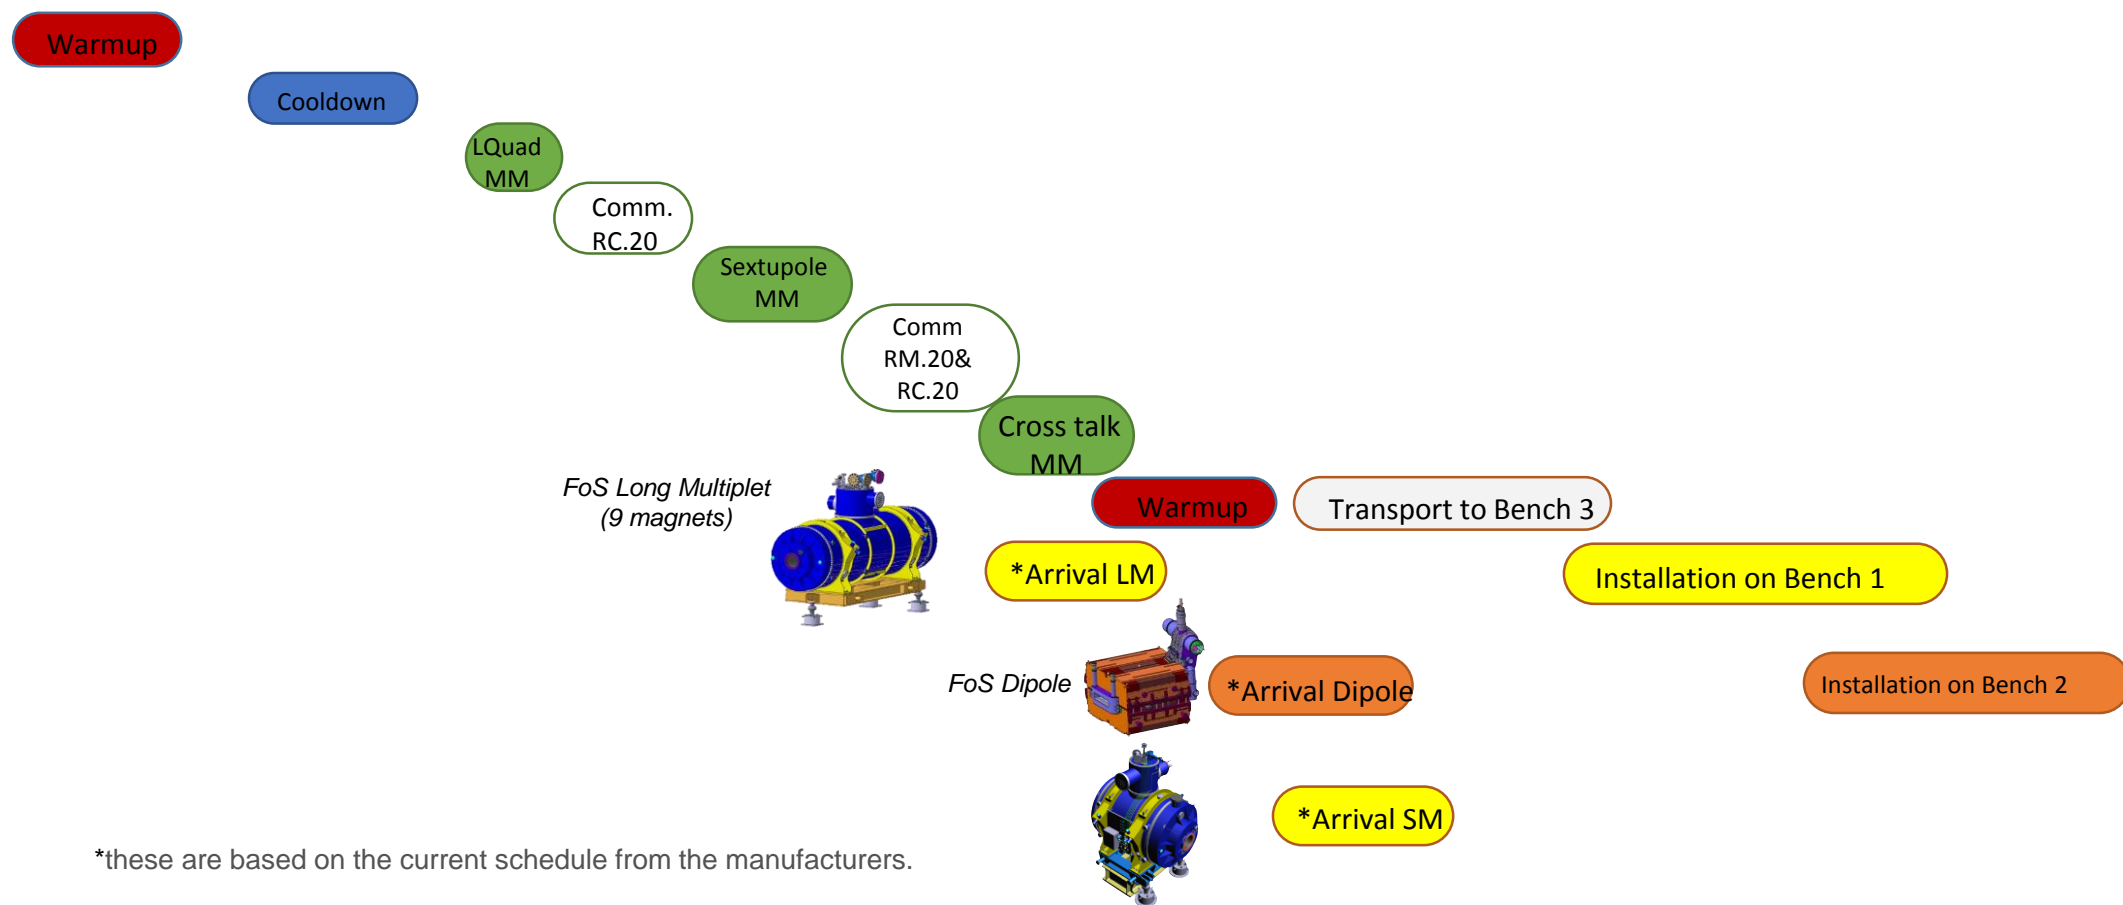 Warmup
Cooldown
LQuad
MM
Comm.
RC.20
Sextupole
MM
Comm
RM.20&
RC.20
Cross talk
MM
FoS Long Multiplet
(9 magnets)
Warmup
Transport to Bench 3
*Arrival LM
Installation on Bench 1
FoS Dipole
*Arrival Dipole
Installation on Bench 2
*Arrival SM
*these are based on the current schedule from the manufacturers.